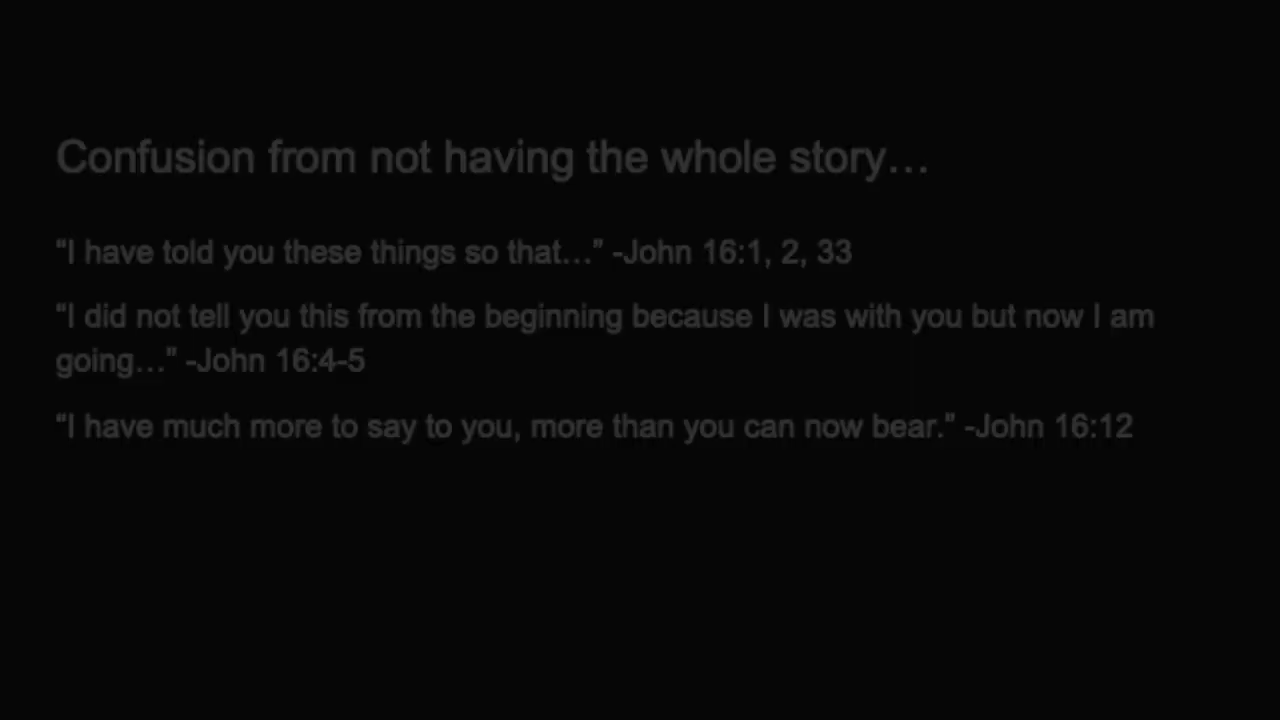 Confusion from not having the whole story…
“I have told you these things so that…” -John 16:1, 2, 33
“I did not tell you this from the beginning because I was with you but now I am
going…” -John 16:4-5
“I have much more to say to you, more than you can now bear.” -John 16:12